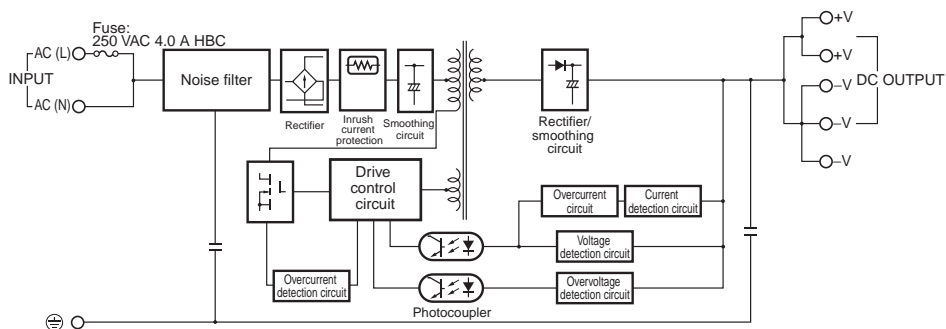 Fuse:
250 VAC 4.0 A HBC
AC (L)
INPUT
AC (N)
Noise filter
Rectifier
Inrush
current
protection
Smoothing
circuit
Rectifier/
smoothing
circuit
+V
+V
DC OUTPUT
–V
–V
–V
Drive
control
circuit
Overcurrent
circuit
Current
detection circuit
Voltage
detection circuit
Overcurrent
detection circuit
Overvoltage
detection circuit
Photocoupler